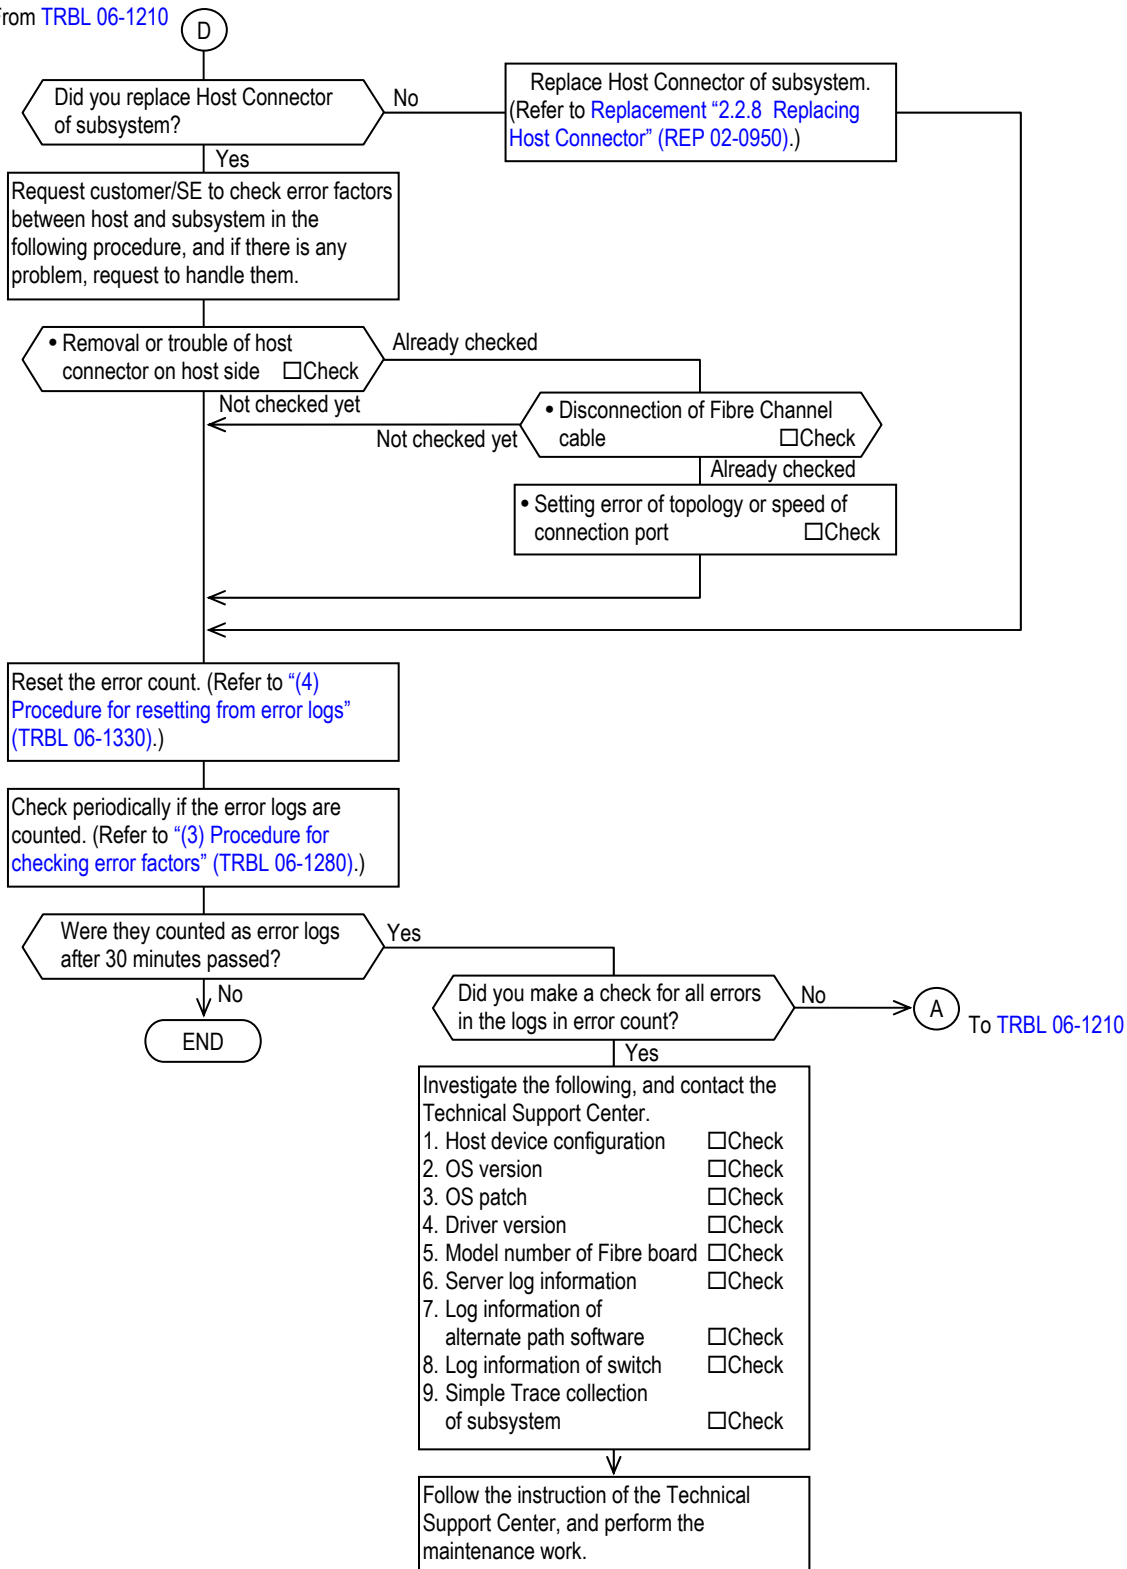 From TRBL 06-1210
D
Did you replace Host Connector
of subsystem?
No
Replace Host Connector of subsystem.
(Refer to Replacement “2.2.8 Replacing
Host Connector” (REP 02-0950).)
Yes
Request customer/SE to check error factors
between host and subsystem in the
following procedure, and if there is any
problem, request to handle them.
• Removal or trouble of host
connector on host side □Check
Already checked
Not checked yet
• Disconnection of Fibre Channel
cable □Check
Not checked yet
Already checked
• Setting error of topology or speed of
connection port □Check
Reset the error count. (Refer to “(4)
Procedure for resetting from error logs”
(TRBL 06-1330).)
Check periodically if the error logs are
counted. (Refer to “(3) Procedure for
checking error factors” (TRBL 06-1280).)
Were they counted as error logs
after 30 minutes passed?
Yes
No
END
Did you make a check for all errors
in the logs in error count?
No
A
To TRBL 06-1210
Yes
Investigate the following, and contact the
Technical Support Center.
1. Host device configuration □Check
2. OS version □Check
3. OS patch □Check
4. Driver version □Check
5. Model number of Fibre board □Check
6. Server log information □Check
7. Log information of
alternate path software □Check
8. Log information of switch □Check
9. Simple Trace collection
of subsystem □Check
Follow the instruction of the Technical
Support Center, and perform the
maintenance work.